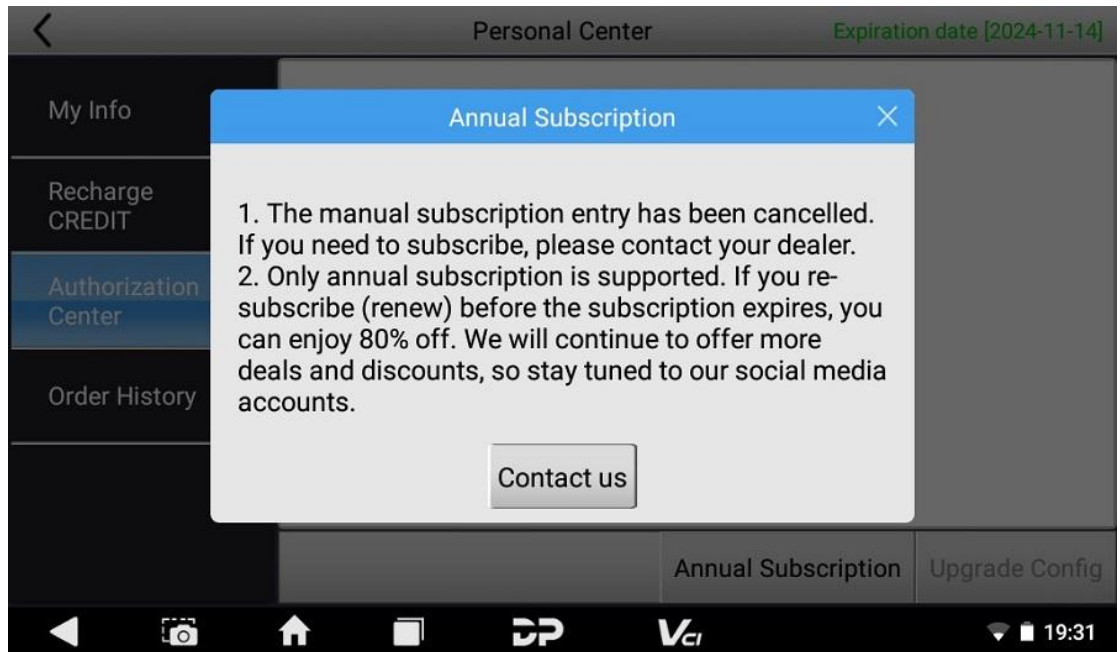 Personal Center
Expiration date [2024-11-14]
My Info
Recharge
CREDIT
Authorization
Center
Order History
Annual Subscription
1. The manual subscription entry has been cancelled.
If you need to subscribe, please contact your dealer.
2. Only annual subscription is supported. If you re-
subscribe (renew) before the subscription expires, you
can enjoy 80% off. We will continue to offer more
deals and discounts, so stay tuned to our social media
accounts.
Contact us
Annual Subscription
Upgrade Config
DP
VCI
19:31